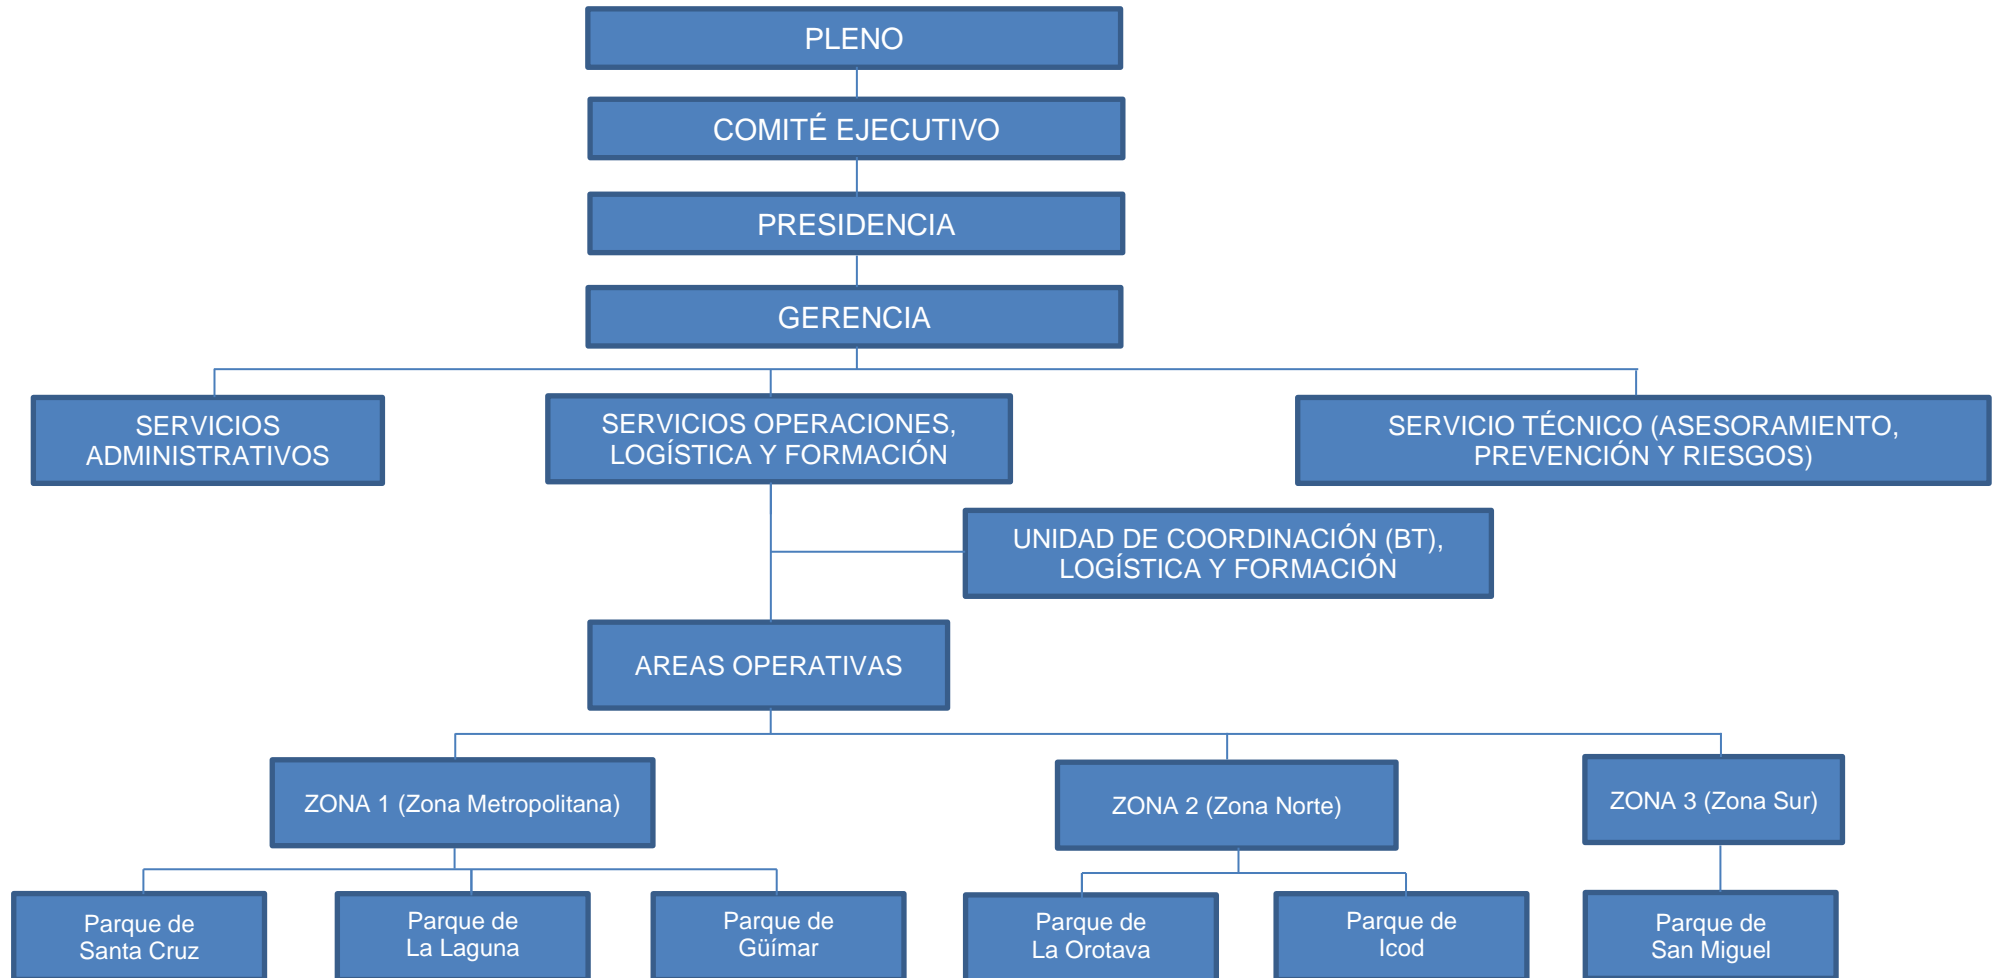 PLENO
COMITÉ EJECUTIVO
PRESIDENCIA
GERENCIA
SERVICIOS
ADMINISTRATIVOS
SERVICIOS OPERACIONES,
LOGÍSTICA Y FORMACIÓN
SERVICIO TÉCNICO (ASESORAMIENTO,
PREVENCIÓN Y RIESGOS)
UNIDAD DE COORDINACIÓN (BT),
LOGÍSTICA Y FORMACIÓN
AREAS OPERATIVAS
ZONA 1 (Zona Metropolitana)
ZONA 2 (Zona Norte)
ZONA 3 (Zona Sur)
Parque de
Santa Cruz
Parque de
La Laguna
Parque de
Güímar
Parque de
La Orotava
Parque de
Icod
Parque de
San Miguel